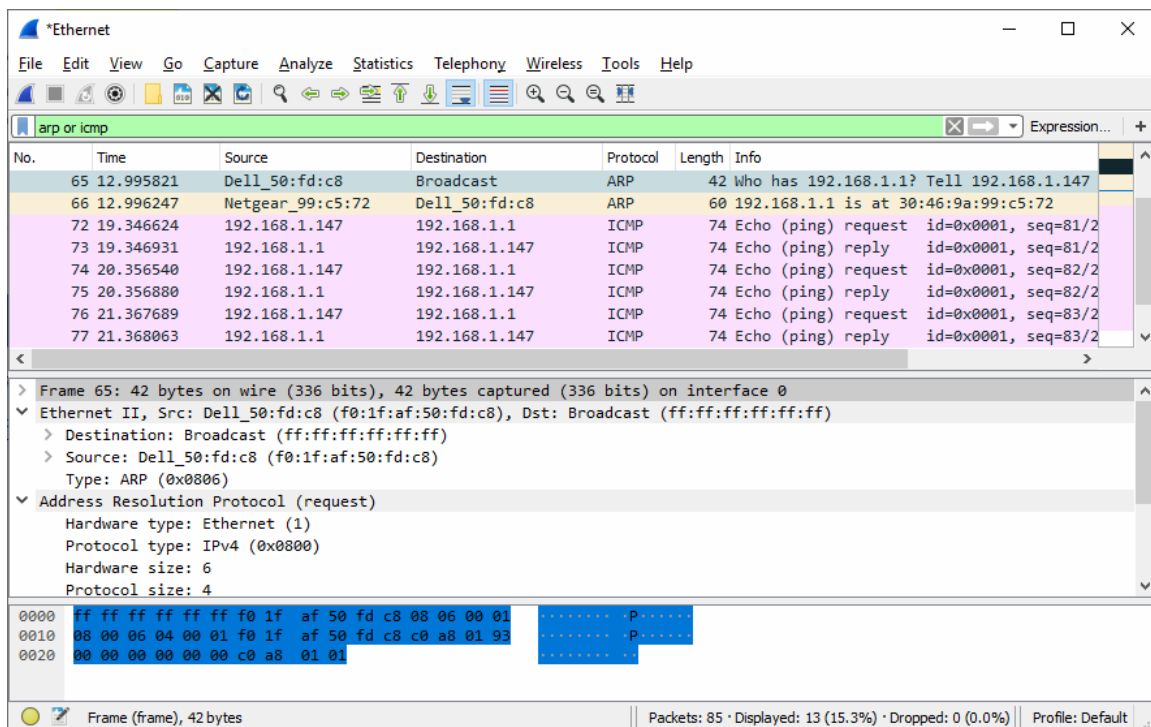 *Ethernet
File Edit View Go Capture Analyze Statistics Telephony Wireless Tools Help
arp or icmp Expression... +
No. Time Source Destination Protocol Length Info
65 12.995821 Dell_50:fd:c8 Broadcast ARP 42 Who has 192.168.1.1? Tell 192.168.1.147
66 12.996247 Netgear_99:c5:72 Dell_50:fd:c8 ARP 60 192.168.1.1 is at 30:46:9a:99:c5:72
72 19.346624 192.168.1.147 192.168.1.1 ICMP 74 Echo (ping) request id=0x0001, seq=81/2
73 19.346931 192.168.1.1 192.168.1.147 ICMP 74 Echo (ping) reply id=0x0001, seq=81/2
74 20.356540 192.168.1.147 192.168.1.1 ICMP 74 Echo (ping) request id=0x0001, seq=82/2
75 20.356880 192.168.1.1 192.168.1.147 ICMP 74 Echo (ping) reply id=0x0001, seq=82/2
76 21.367689 192.168.1.147 192.168.1.1 ICMP 74 Echo (ping) request id=0x0001, seq=83/2
77 21.368063 192.168.1.1 192.168.1.147 ICMP 74 Echo (ping) reply id=0x0001, seq=83/2
> Frame 65: 42 bytes on wire (336 bits), 42 bytes captured (336 bits) on interface 0
Ethernet II, Src: Dell_50:fd:c8 (f0:1f:af:50:fd:c8), Dst: Broadcast (ff:ff:ff:ff:ff:ff)
> Destination: Broadcast (ff:ff:ff:ff:ff:ff)
> Source: Dell_50:fd:c8 (f0:1f:af:50:fd:c8)
Type: ARP (0x0806)
Address Resolution Protocol (request)
Hardware type: Ethernet (1)
Protocol type: IPv4 (0x0800)
Hardware size: 6
Protocol size: 4
0000 ff ff ff ff ff ff f0 1f af 50 fd c8 08 06 00 01 ········ ·P······
0010 08 00 06 04 00 01 f0 1f af 50 fd c8 c0 a8 01 93 ········ ·P······
0020 00 00 00 00 00 00 c0 a8 01 01 ········ ··
Frame (frame), 42 bytes Packets: 85 · Displayed: 13 (15.3%) · Dropped: 0 (0.0%) Profile: Default